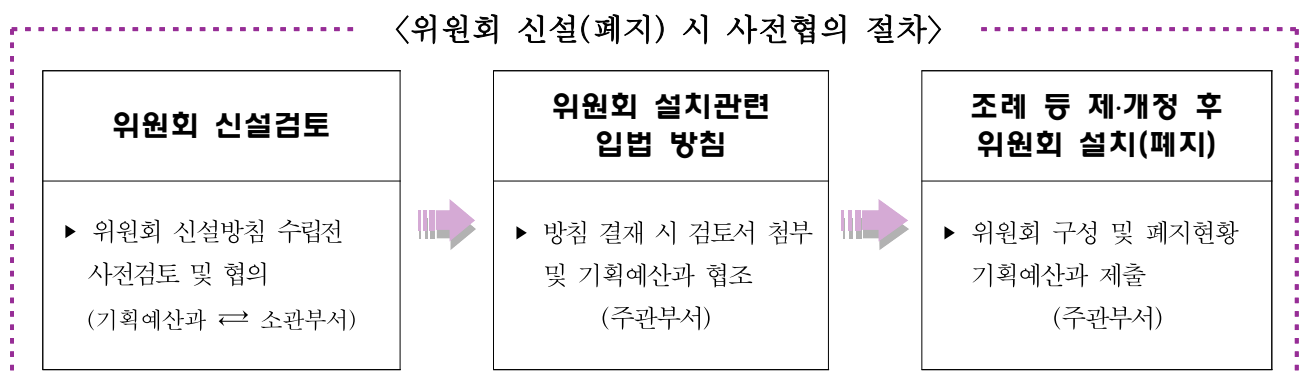 〈위원회 신설(폐지) 시 사전협의 절차〉
위원회 신설검토
▶ 위원회 신설방침 수립전
사전검토 및 협의
(기획예산과 ⇄ 소관부서)
위원회 설치관련
입법 방침
▶ 방침 결재 시 검토서 첨부
및 기획예산과 협조
(주관부서)
조례 등 제·개정 후
위원회 설치(폐지)
▶ 위원회 구성 및 폐지현황
기획예산과 제출
(주관부서)